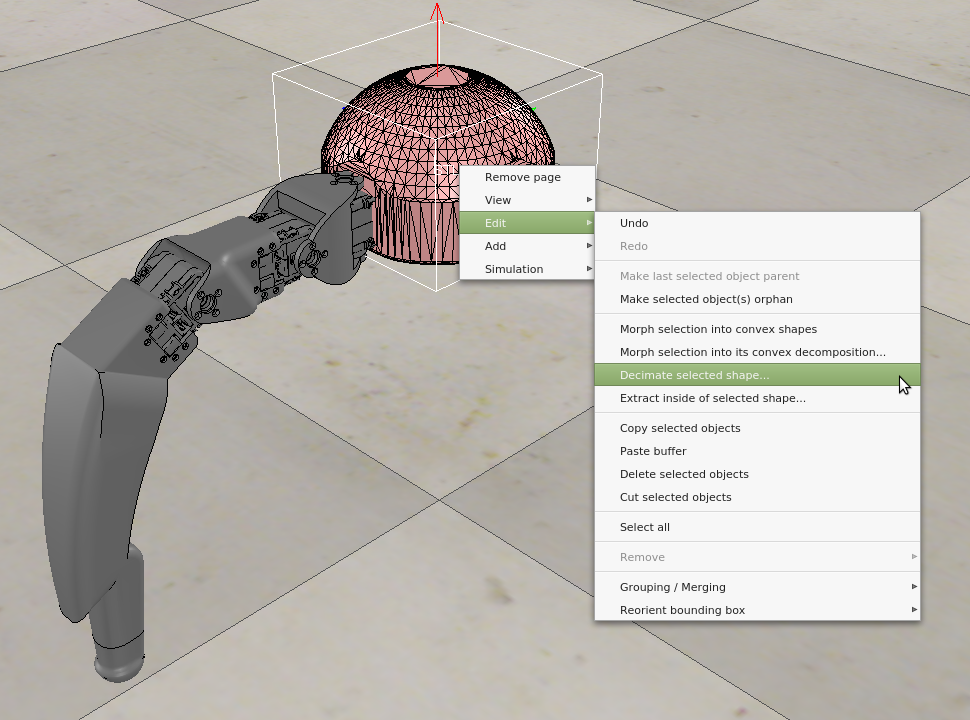 Remove page
View
Edit
Add
Simulation
Undo
Redo
Make last selected object parent
Make selected object(s) orphan
Morph selection into convex shapes
Morph selection into its convex decomposition...
Decimate selected shape...
Extract inside of selected shape...
Copy selected objects
Paste buffer
Delete selected objects
Cut selected objects
Select all
Remove
Grouping / Merging
Reorient bounding box